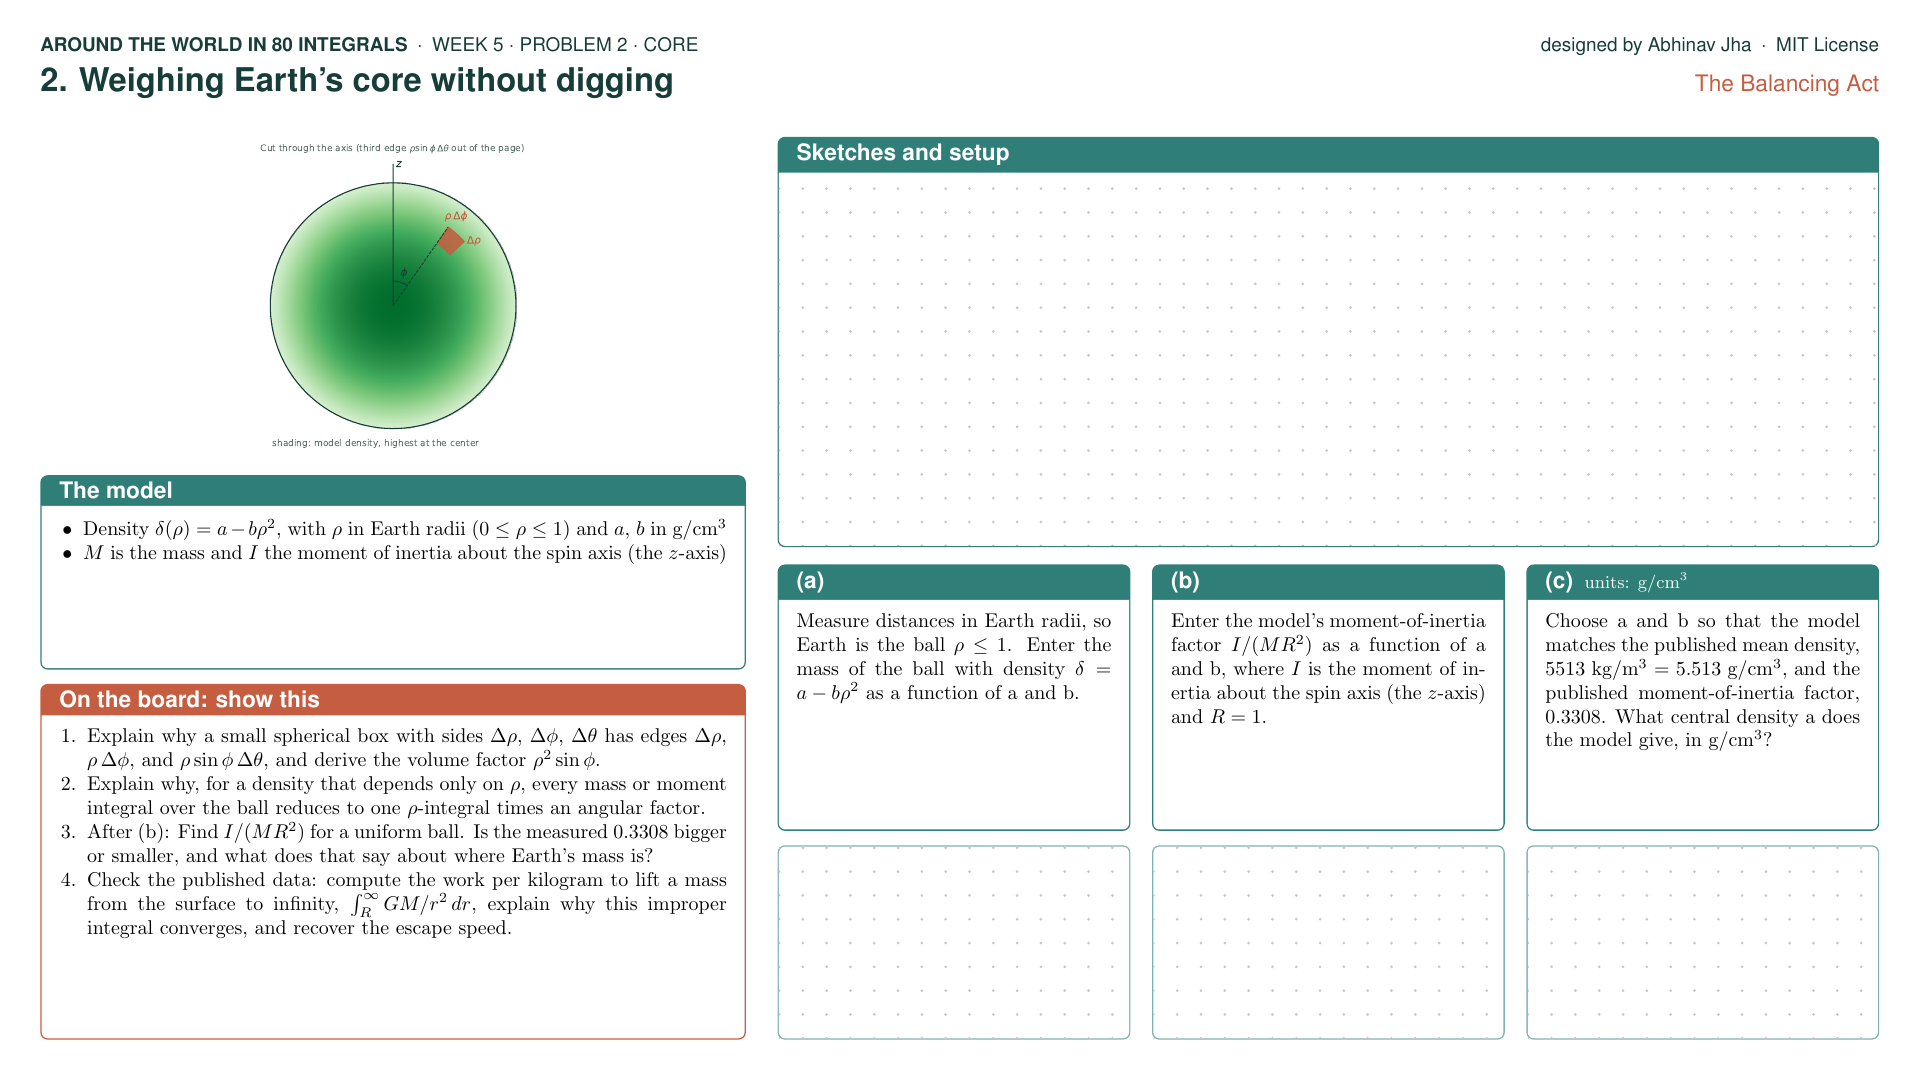 AROUND THE WORLD IN 80 INTEGRALS · WEEK 5 · PROBLEM 2 · CORE
designed by Abhinav Jha · MIT License
2. Weighing Earth's core without digging
The Balancing Act
Cut through the axis (third edge ρsin ϕ Δθ out of the page)
z
ρ Δϕ
Δρ
ϕ
shading: model density, highest at the center
The model
• Density δ(ρ) = a − bρ², with ρ in Earth radii (0 ≤ ρ ≤ 1) and a, b in g/cm³
• M is the mass and I the moment of inertia about the spin axis (the z-axis)
On the board: show this
1. Explain why a small spherical box with sides Δρ, Δϕ, Δθ has edges Δρ,
ρ Δϕ, and ρ sin ϕ Δθ, and derive the volume factor ρ² sin ϕ.
2. Explain why, for a density that depends only on ρ, every mass or moment
integral over the ball reduces to one ρ-integral times an angular factor.
3. After (b): Find I/(MR²) for a uniform ball. Is the measured 0.3308 bigger
or smaller, and what does that say about where Earth's mass is?
4. Check the published data: compute the work per kilogram to lift a mass
from the surface to infinity, ∫_R^∞ GM/r² dr, explain why this improper
integral converges, and recover the escape speed.
Sketches and setup
(a)
Measure distances in Earth radii, so
Earth is the ball ρ ≤ 1. Enter the
mass of the ball with density δ =
a − bρ² as a function of a and b.
(b)
Enter the model's moment-of-inertia
factor I/(MR²) as a function of a
and b, where I is the moment of in-
ertia about the spin axis (the z-axis)
and R = 1.
(c) units: g/cm³
Choose a and b so that the model
matches the published mean density,
5513 kg/m³ = 5.513 g/cm³, and the
published moment-of-inertia factor,
0.3308. What central density a does
the model give, in g/cm³?